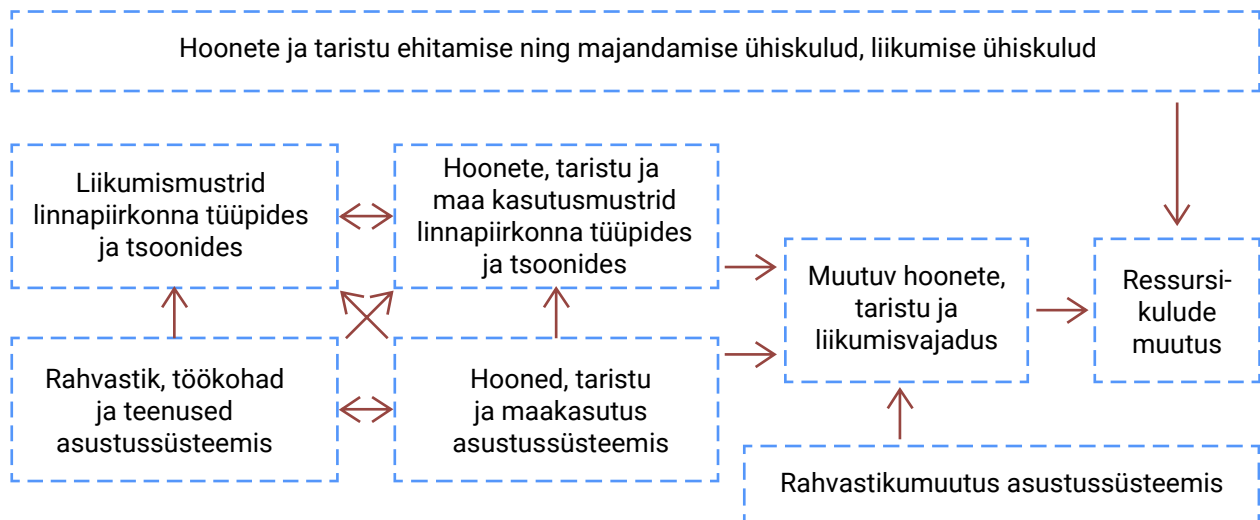 Hoonete ja taristu ehitamise ning majandamise ühiskulud, liikumise ühiskulud
Liikumismustrid
linnapiirkonna tüüpides
ja tsoonides
Hoonete, taristu ja
maa kasutusmustrid
linnapiirkonna tüüpides
ja tsoonides
Rahvastik, töökohad
ja teenused
asustussüsteemis
Hooned, taristu
ja maakasutus
asustussüsteemis
Muutuv hoonete,
taristu ja
liikumisvajadus
Ressursi-
kulude
muutus
Rahvastikumuutus asustussüsteemis